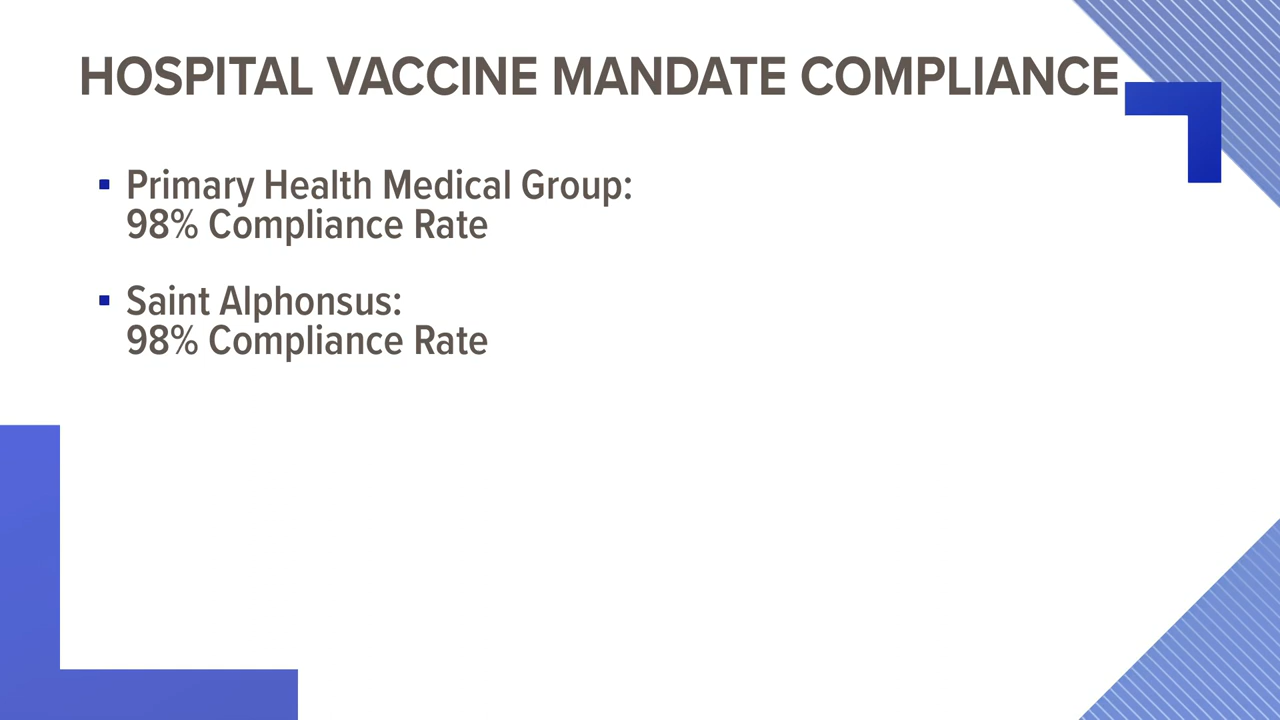 HOSPITAL VACCINE MANDATE COMPLIANCE
Primary Health Medical Group:
98% Compliance Rate
Saint Alphonsus:
98% Compliance Rate